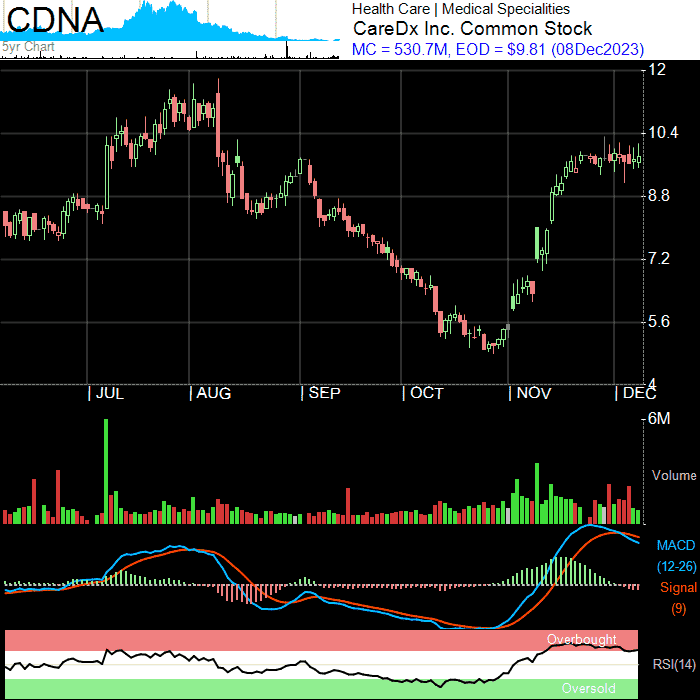 CDNA
5yr Chart
Health Care | Medical Specialities
CareDx Inc. Common Stock
MC = 530.7M, EOD = $9.81 (08Dec2023)
12
10.4
8.8
7.2
5.6
4
| JUL | AUG | SEP | OCT | NOV | DEC
6M
Volume
MACD
(12-26)
Signal
(9)
Overbought
RSI(14)
Oversold